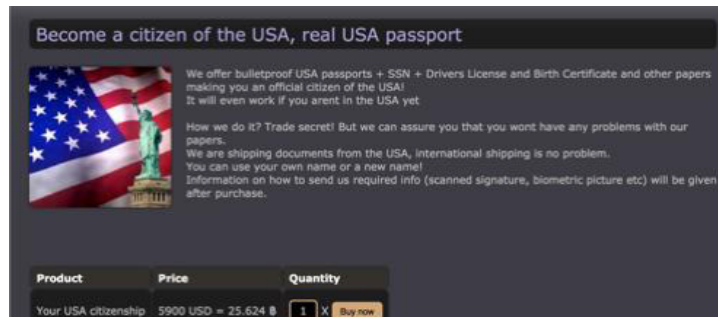 Become a citizen of the USA, real USA passport
We offer bulletproof USA passports + SSN + Drivers License and Birth Certificate and other papers
making you an official citizen of the USA!
It will even work if you arent in the USA yet
How we do it? Trade secret! But we can assure you that you wont have any problems with our
papers.
We are shipping documents from the USA, international shipping is no problem.
You can use your own name or a new name!
Information on how to send us required info (scanned signature, biometric picture etc) will be given
after purchase.
Product Price Quantity
Your USA citizenship 5900 USD = 25.624 ฿ 1 X Buy now